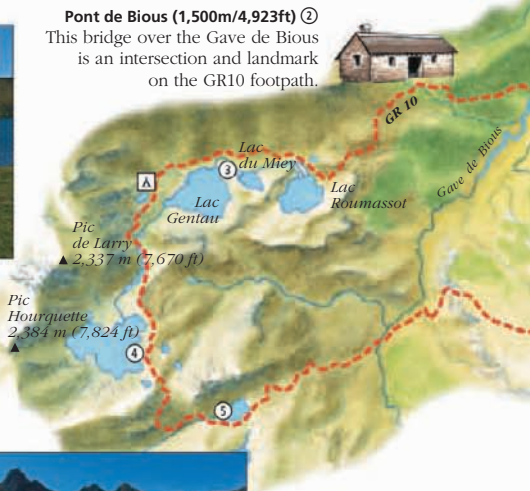 Pont de Bious (1,500m/4,923ft) ②
This bridge over the Gave de Bious
is an intersection and landmark
on the GR10 footpath.
GR 10
Gave de Bious
Lac
du Miey
③
Lac
Roumassot
Lac
Gentau
Pic
de Larry
▲ 2,337 m (7,670 ft)
Pic
Hourquette
2,384 m (7,824 ft)
▲
④
⑤